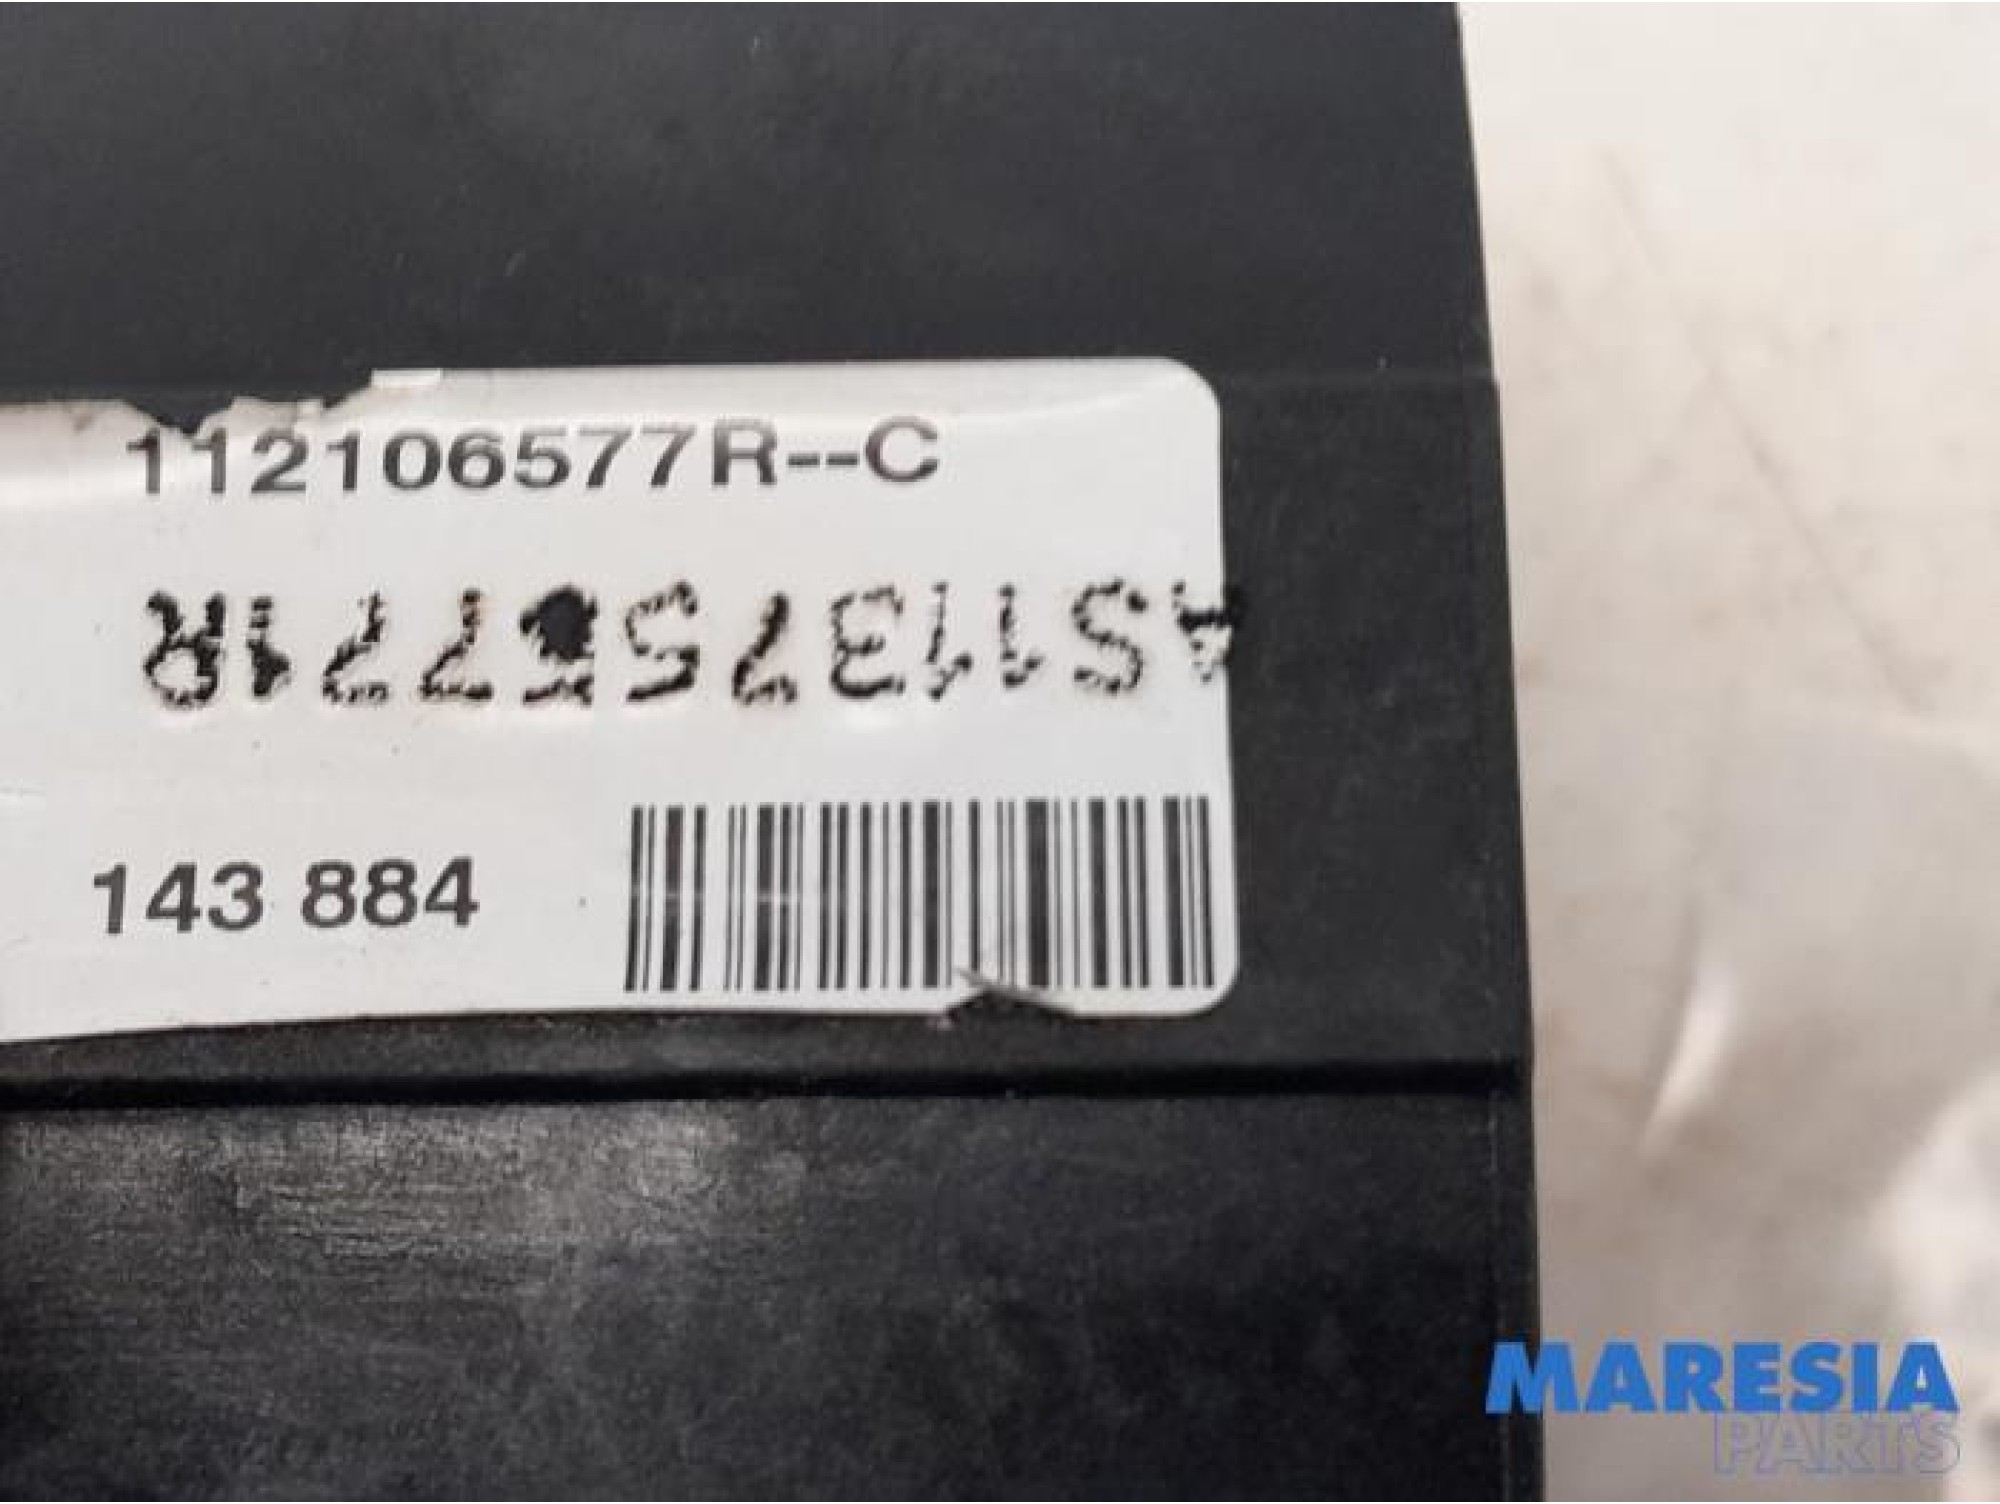 112106577R--C
143 884
MARESIA
PARTS